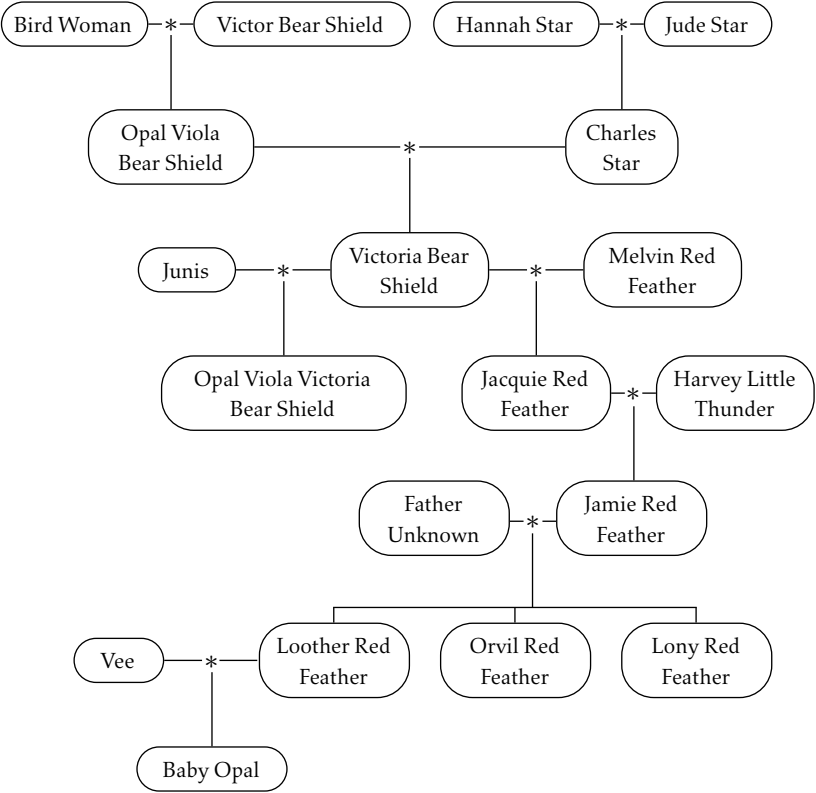 Bird Woman
Victor Bear Shield
Hannah Star
Jude Star
Opal Viola
Bear Shield
Charles
Star
Junis
Victoria Bear
Shield
Melvin Red
Feather
Opal Viola Victoria
Bear Shield
Jacquie Red
Feather
Harvey Little
Thunder
Father
Unknown
Jamie Red
Feather
Vee
Loother Red
Feather
Orvil Red
Feather
Lony Red
Feather
Baby Opal